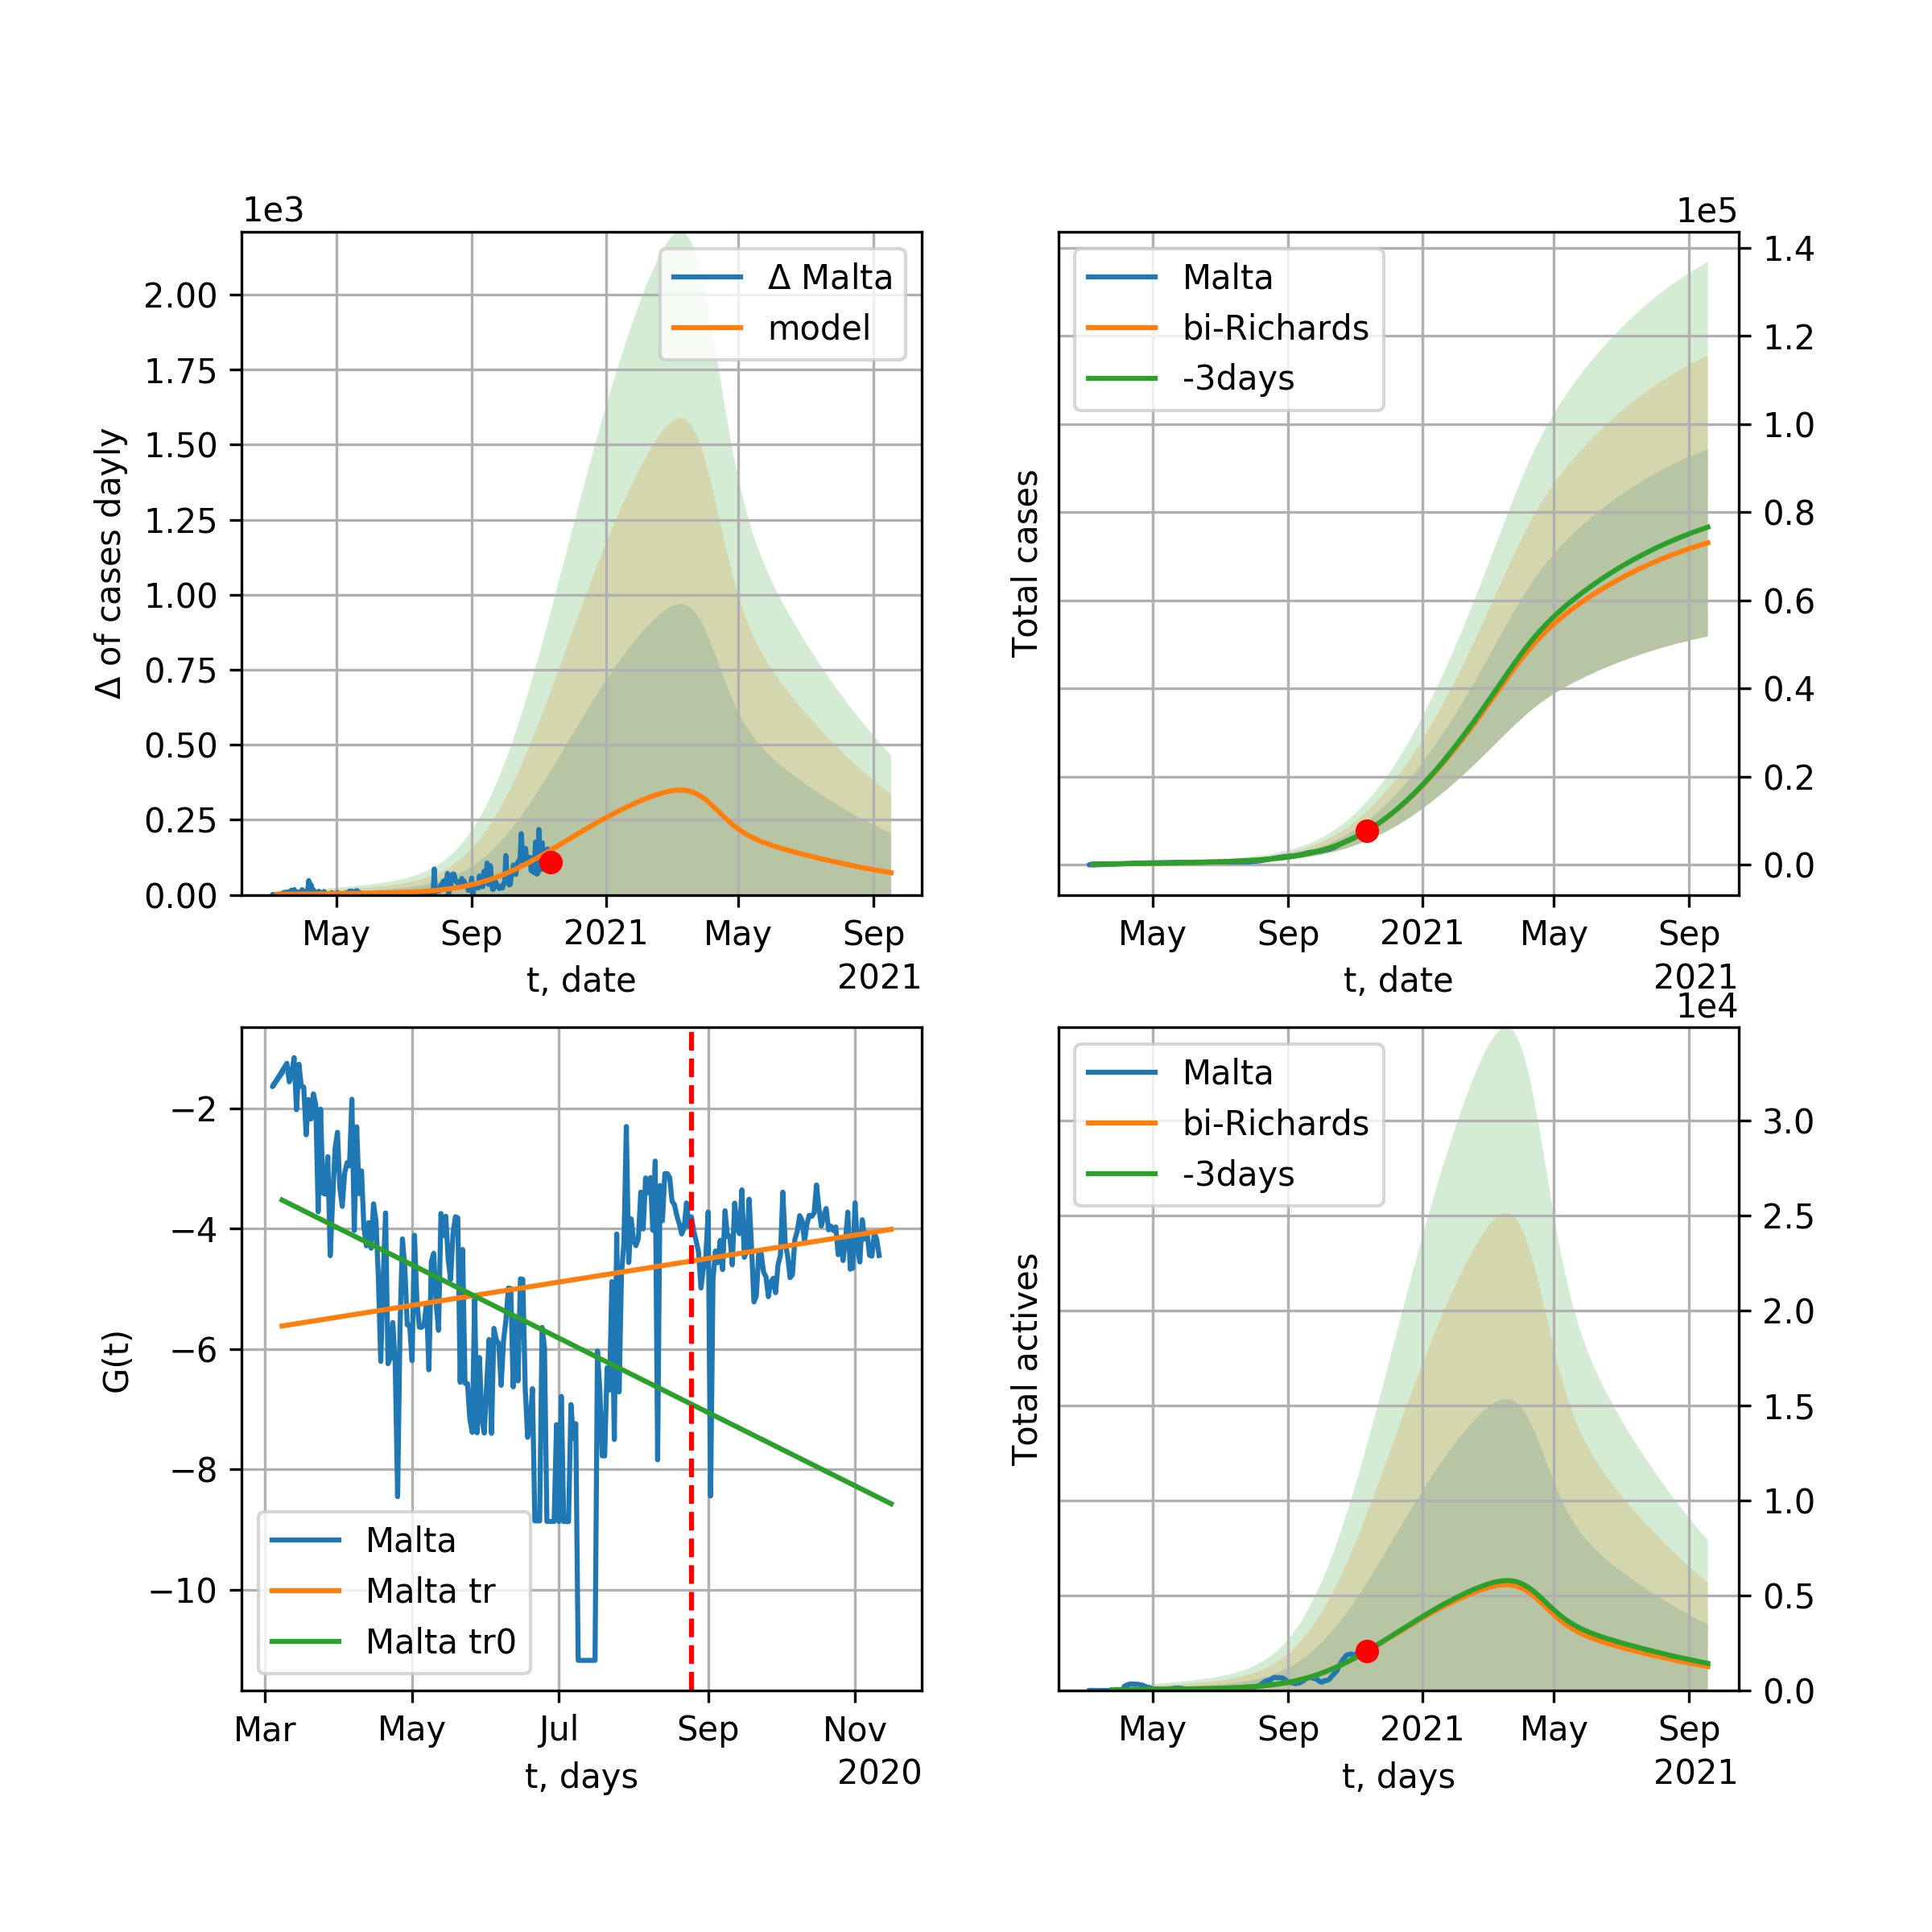 1e3
Δ of cases dayly
2.00
1.75
1.50
1.25
1.00
0.75
0.50
0.25
0.00
Δ Malta
model
May Sep 2021 May Sep
t, date
2021
1e5
Total cases
Malta
bi-Richards
-3days
1.4
1.2
1.0
0.8
0.6
0.4
0.2
0.0
May Sep 2021 May Sep
t, date
2021
G(t)
−2
−4
−6
−8
−10
Malta
Malta tr
Malta tr0
Mar May Jul Sep Nov
t, days
2020
1e4
Total actives
Malta
bi-Richards
-3days
3.0
2.5
2.0
1.5
1.0
0.5
0.0
May Sep 2021 May Sep
t, days
2021